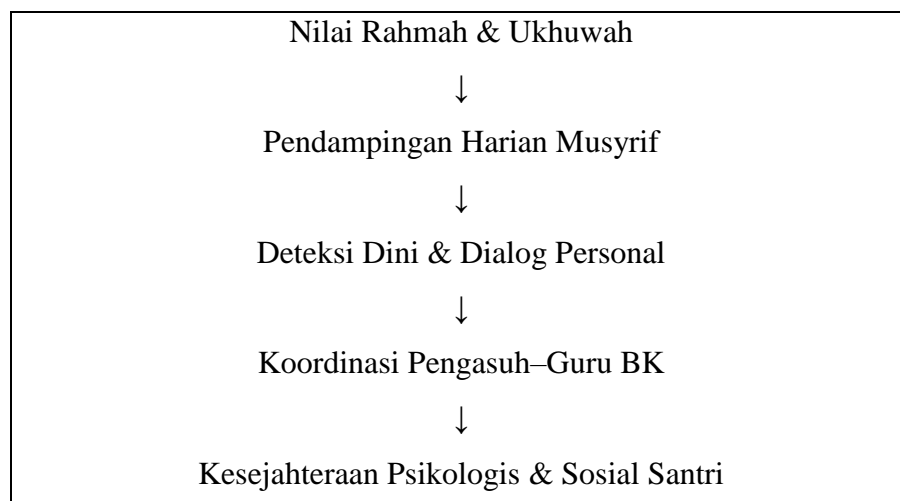 Nilai Rahmah & Ukhuwah
↓
Pendampingan Harian Musyrif
↓
Deteksi Dini & Dialog Personal
↓
Koordinasi Pengasuh–Guru BK
↓
Kesejahteraan Psikologis & Sosial Santri